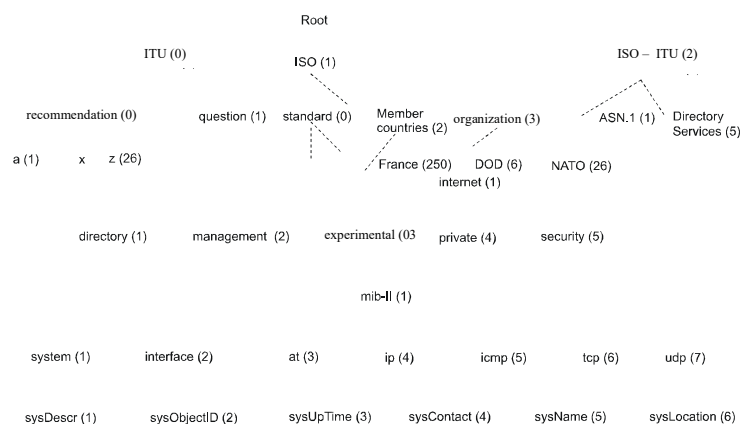 Root
ITU (0)
ISO (1)
ISO – ITU (2)
recommendation (0)
question (1)
standard (0)
Member
countries (2)
organization (3)
ASN.1 (1)
Directory
Services (5)
a (1)
x
z (26)
France (250)
DOD (6)
NATO (26)
internet (1)
directory (1)
management (2)
experimental (03
private (4)
security (5)
mib-II (1)
system (1)
interface (2)
at (3)
ip (4)
icmp (5)
tcp (6)
udp (7)
sysDescr (1)
sysObjectID (2)
sysUpTime (3)
sysContact (4)
sysName (5)
sysLocation (6)